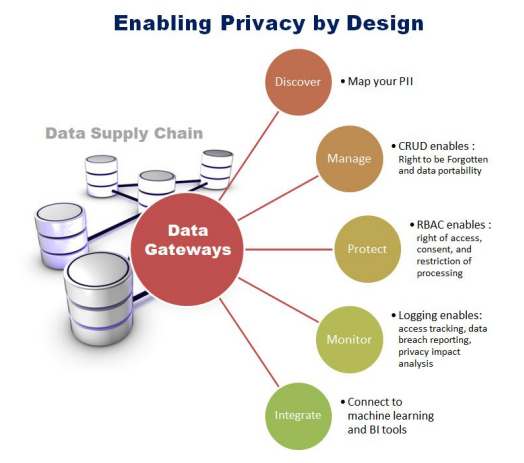 Enabling Privacy by Design
Discover
• Map your PII
Data Supply Chain
Manage
• CRUD enables :
Right to be Forgotten
and data portability
Data
Gateways
Protect
• RBAC enables :
right of access,
consent, and
restriction of
processing
Monitor
• Logging enables:
access tracking, data
breach reporting,
privacy impact
analysis
Integrate
• Connect to
machine learning
and BI tools